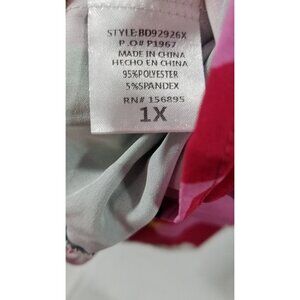 STYLE:BD92926X
P.O# P1967
MADE IN CHINA
HECHO EN CHINA
95%POLYESTER
5%SPANDEX
RN# 156895
1X